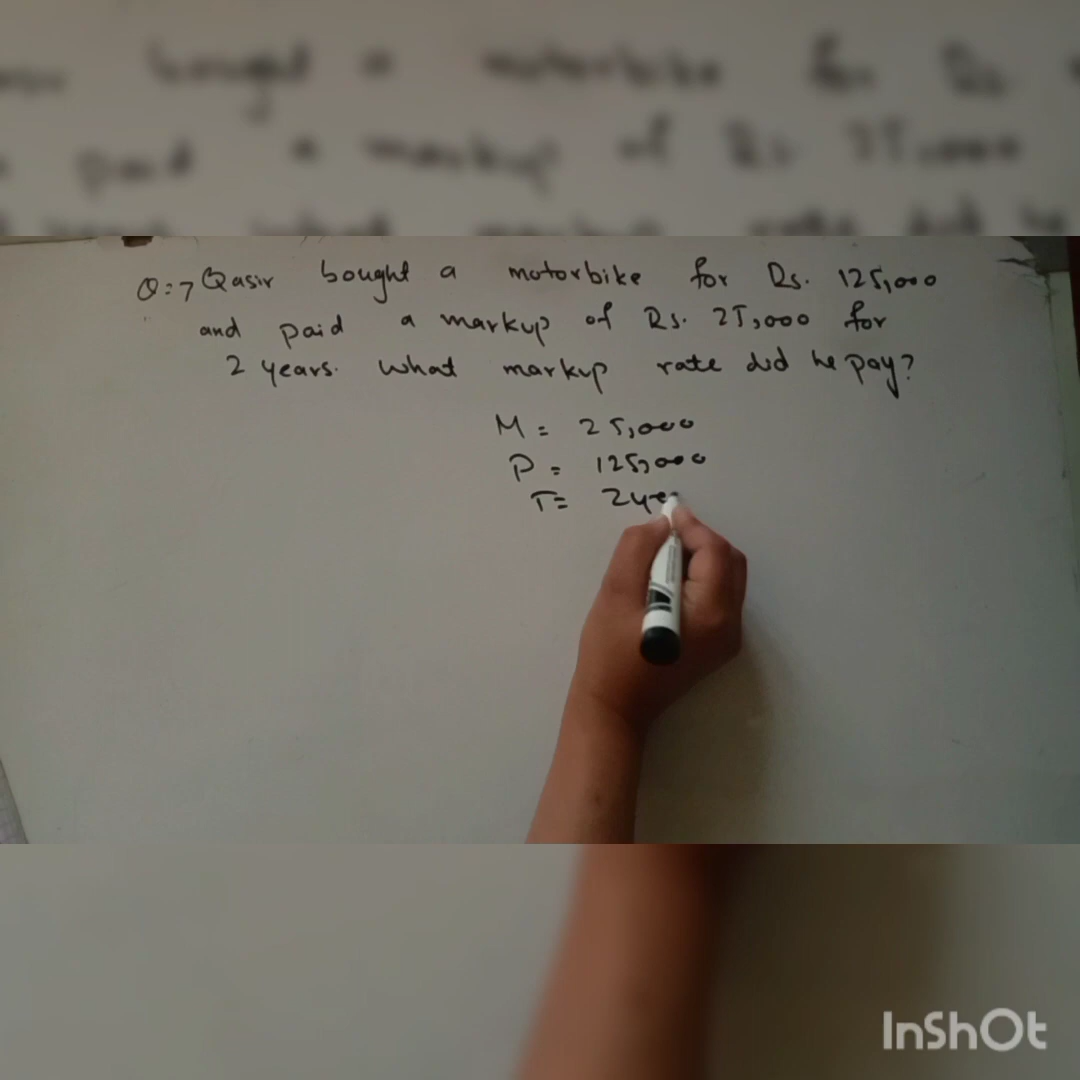 Q:7 Qasir bought a motorbike for Rs. 125,000
and paid a markup of Rs. 25,000 for
2 years. What markup rate did he pay?
M = 25,000
P = 125,000
T = 2 ye
InShOt